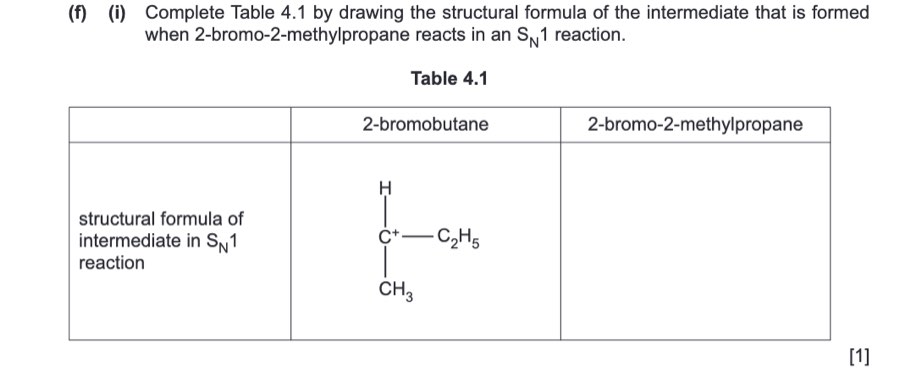 (f) (i) Complete Table 4.1 by drawing the structural formula of the intermediate that is formed
when 2-bromo-2-methylpropane reacts in an S_N1 reaction.
Table 4.1
2-bromobutane 2-bromo-2-methylpropane
H
structural formula of
intermediate in S_N1
reaction
C⁺—C₂H₅
CH₃
[1]